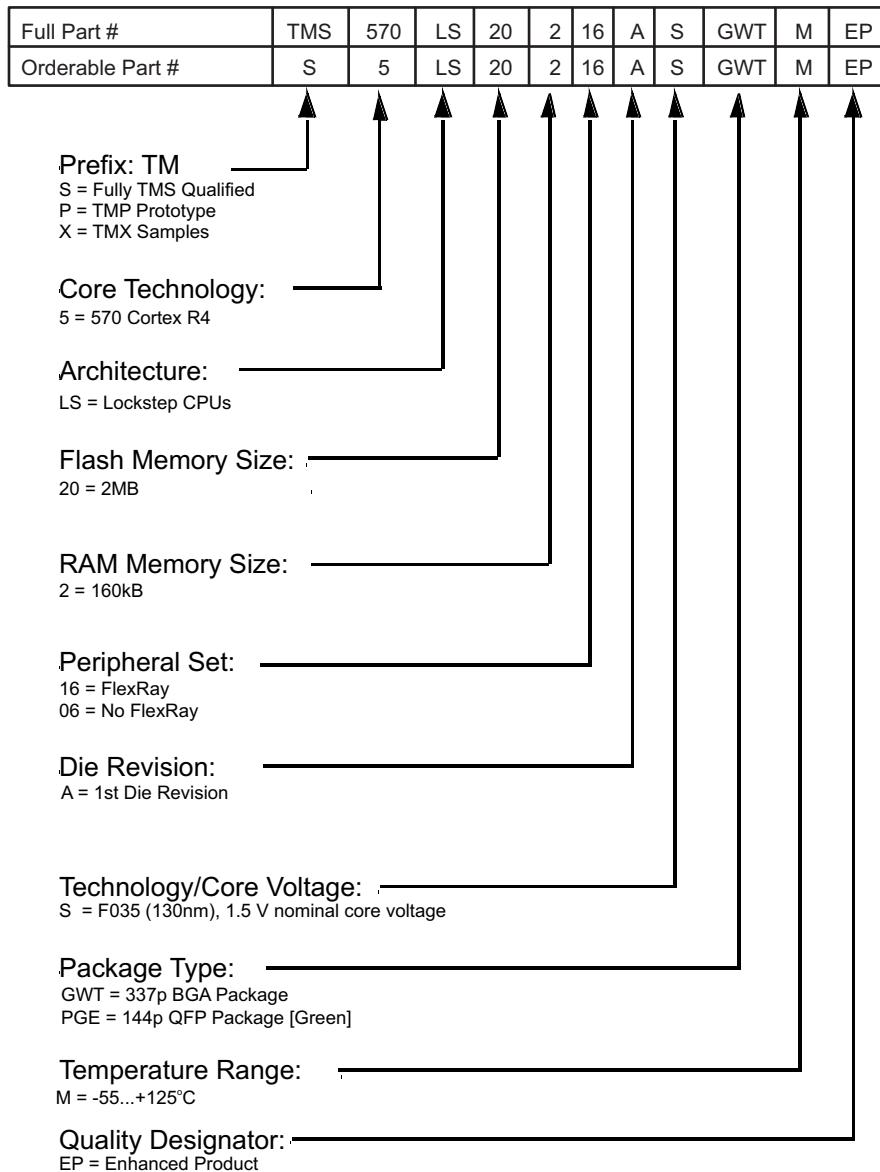 Full Part # TMS 570 LS 20 2 16 A S GWT M EP
Orderable Part # S 5 LS 20 2 16 A S GWT M EP
Prefix: TM
S = Fully TMS Qualified
P = TMP Prototype
X = TMX Samples
Core Technology:
5 = 570 Cortex R4
Architecture:
LS = Lockstep CPUs
Flash Memory Size:
20 = 2MB
RAM Memory Size:
2 = 160kB
Peripheral Set:
16 = FlexRay
06 = No FlexRay
Die Revision:
A = 1st Die Revision
Technology/Core Voltage:
S = F035 (130nm), 1.5 V nominal core voltage
Package Type:
GWT = 337p BGA Package
PGE = 144p QFP Package [Green]
Temperature Range:
M = -55...+125°C
Quality Designator:
EP = Enhanced Product